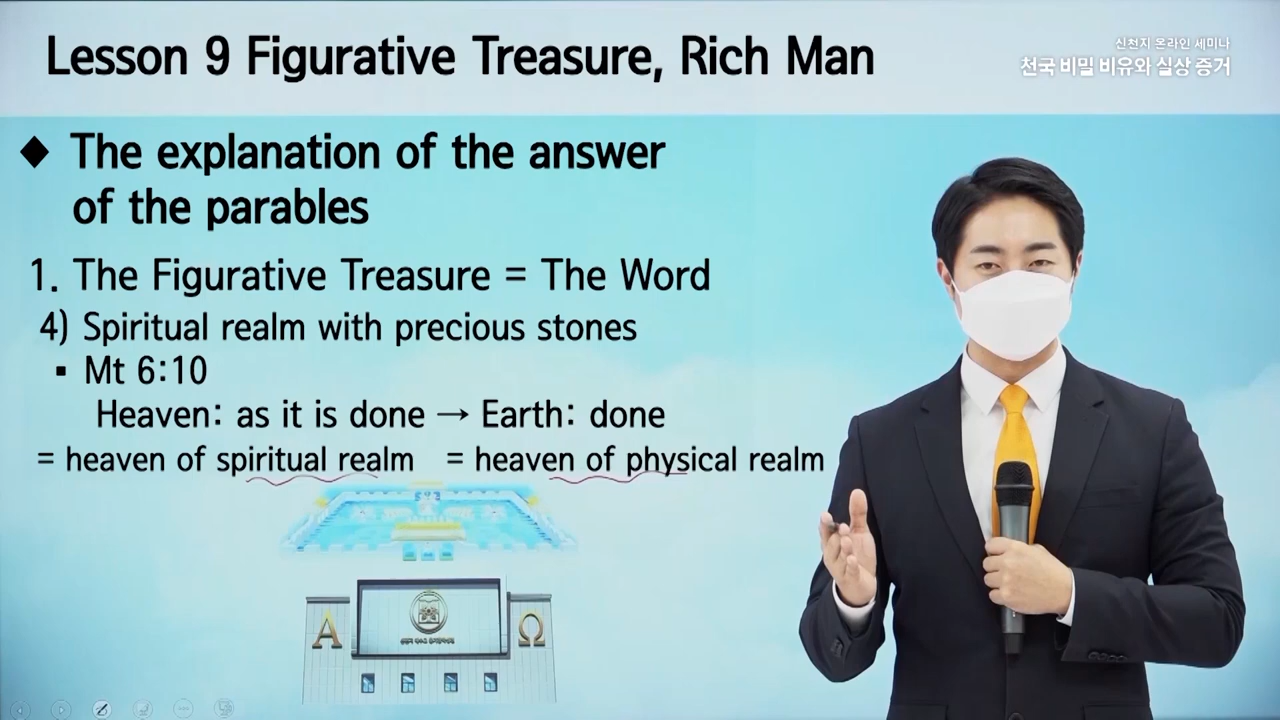 Lesson 9 Figurative Treasure, Rich Man
신천지 온라인 세미나
천국 비밀 비유와 실상 증거
◆ The explanation of the answer
of the parables
1. The Figurative Treasure = The Word
4) Spiritual realm with precious stones
▪ Mt 6:10
Heaven: as it is done → Earth: done
= heaven of spiritual realm = heaven of physical realm
Α Ω